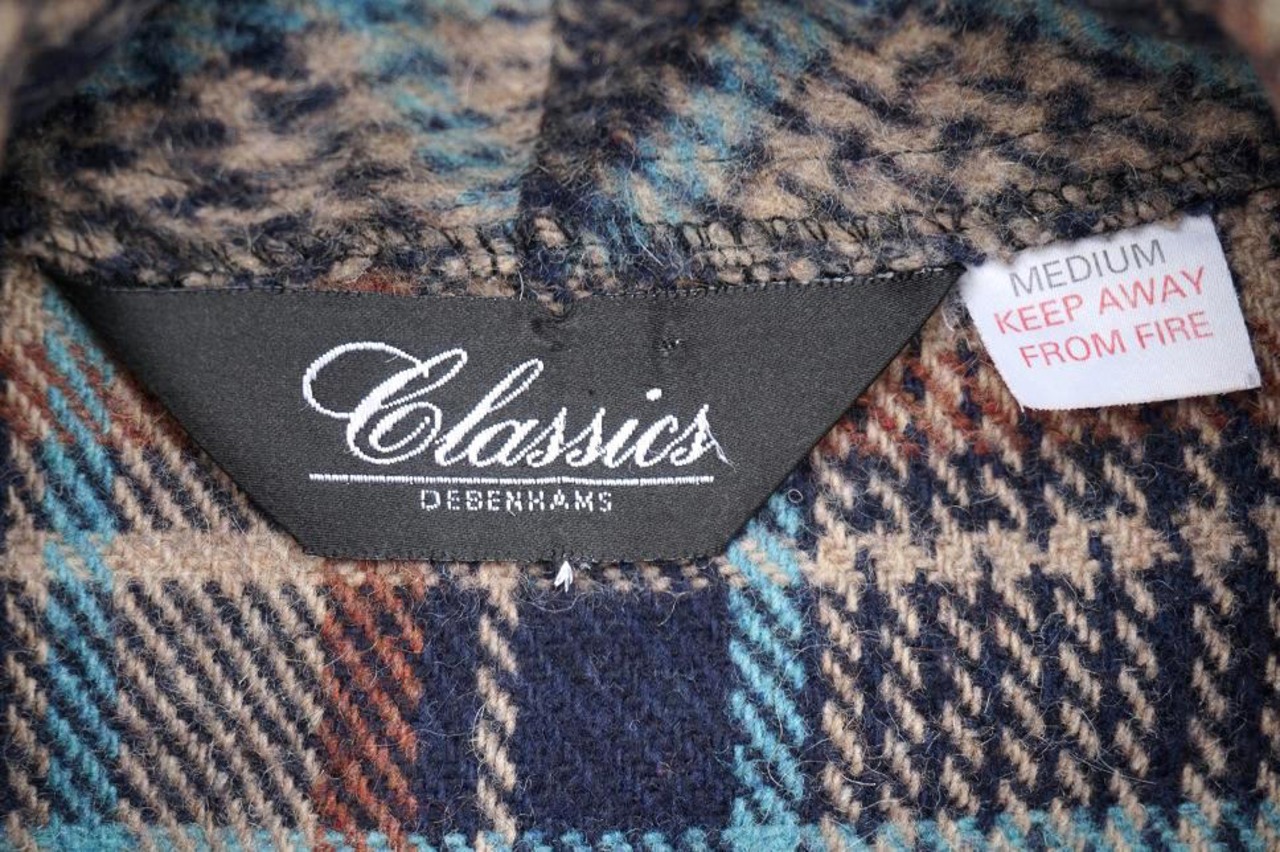 Classics
DEBENHAMS
MEDIUM
KEEP AWAY
FROM FIRE